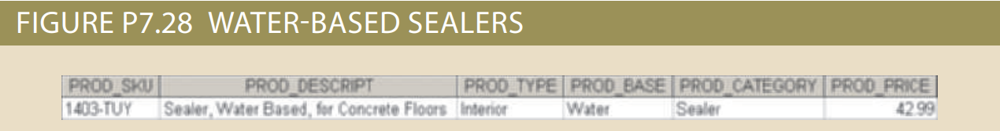 FIGURE P7.28 WATER-BASED SEALERS
PROD_SKU PROD_DESCRIPT PROD_TYPE PROD_BASE PROD_CATEGORY PROD_PRICE
1403-TUY Sealer, Water Based, for Concrete Floors Interior Water Sealer 42.99